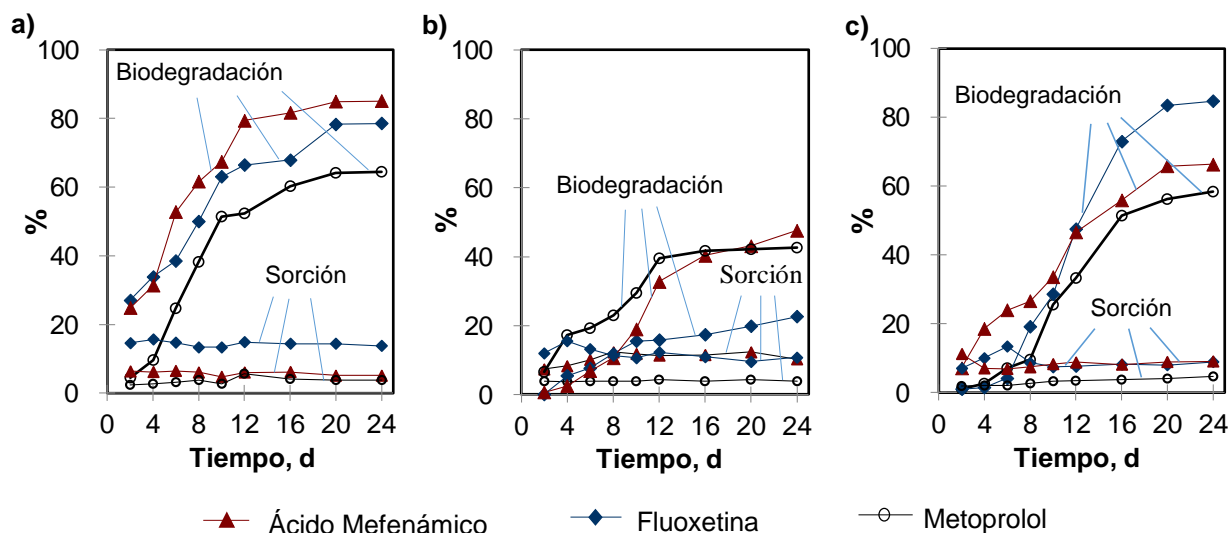 a)
100
80
60
40
20
0
%
Biodegradación
Sorción
0 4 8 12 16 20 24
Tiempo, d
b)
100
80
60
40
20
0
%
Biodegradación
Sorción
0 4 8 12 16 20 24
Tiempo, d
c)
100
80
60
40
20
0
%
Biodegradación
Sorción
0 4 8 12 16 20 24
Tiempo, d
Ácido Mefenámico Fluoxetina Metoprolol